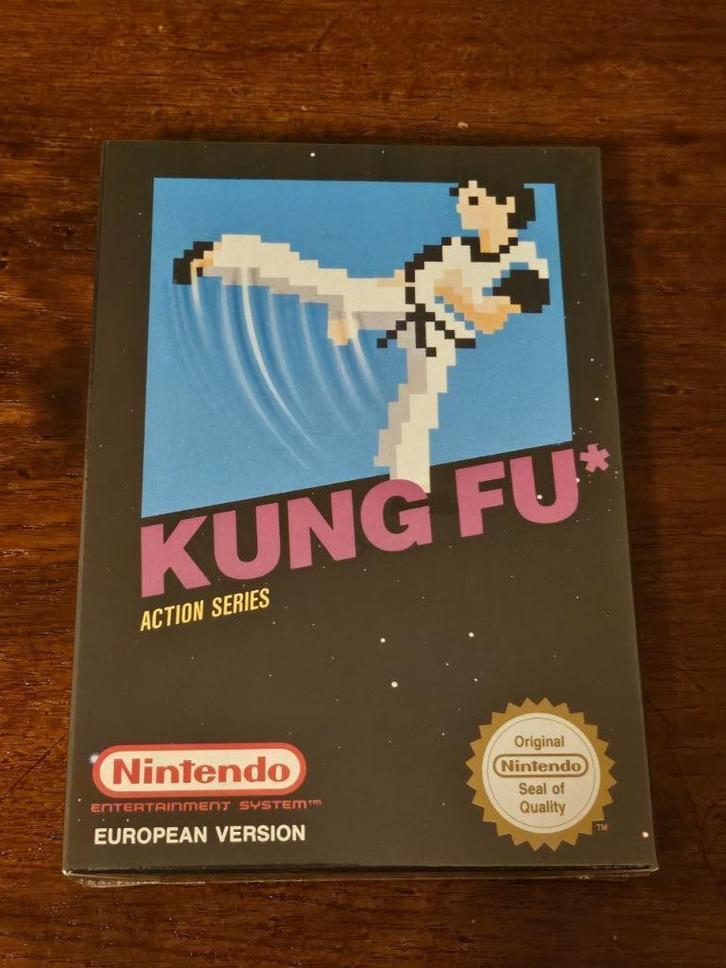 KUNG FU*
ACTION SERIES
Nintendo
ENTERTAINMENT SYSTEM™
EUROPEAN VERSION
Original
Nintendo
Seal of
Quality
TM